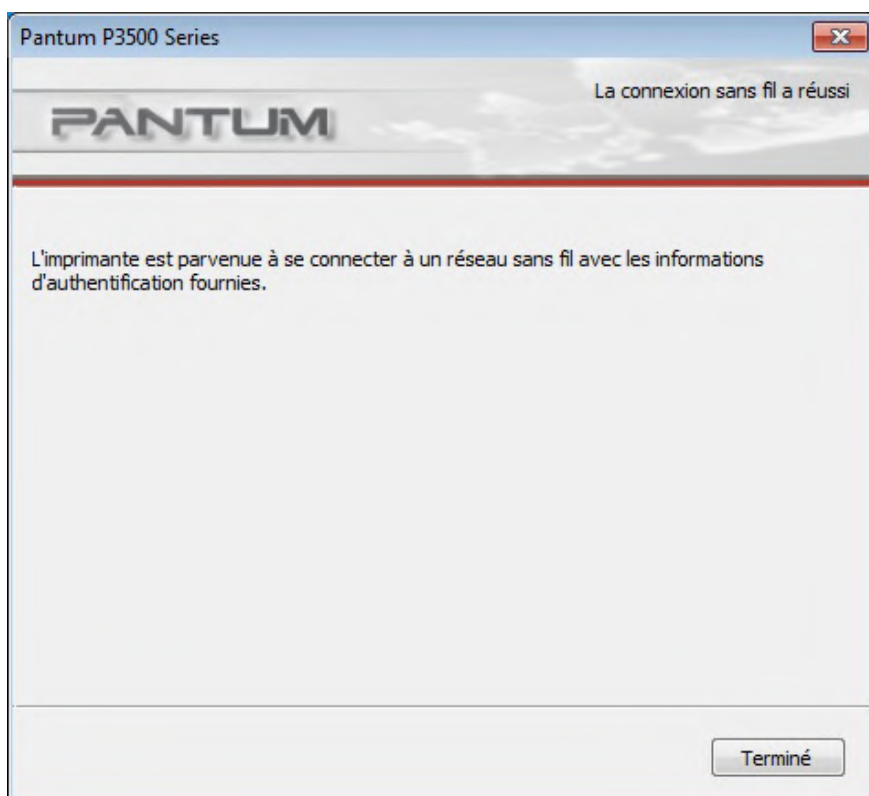 Pantum P3500 Series
La connexion sans fil a réussi
PANTUM
L'imprimante est parvenue à se connecter à un réseau sans fil avec les informations
d'authentification fournies.
Terminé